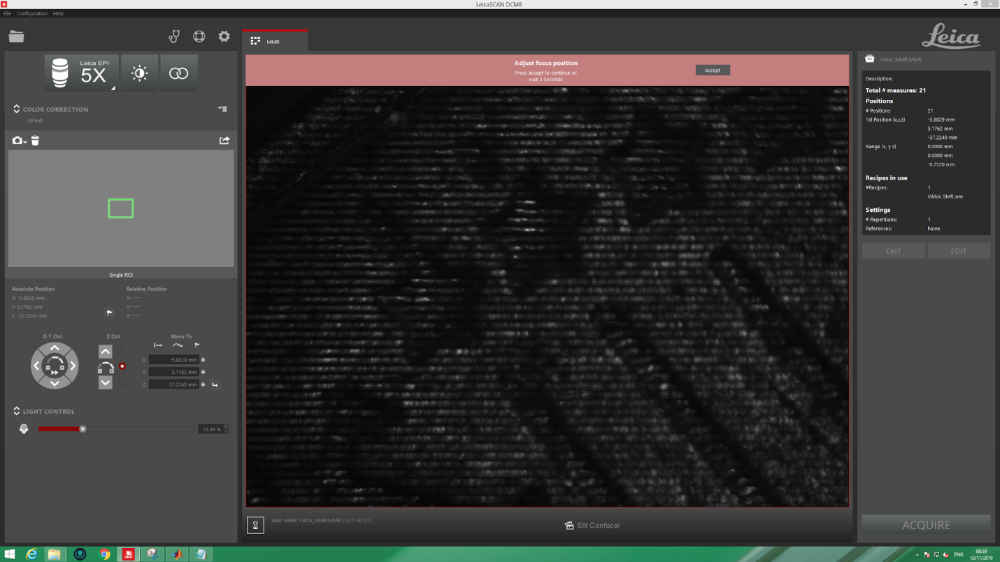 LeicaSCAN DCM8
File Configuration Help
MMR
Leica
Leica EPI
5X
COLOR CORRECTION
default
Single ROI
Absolute Position
Relative Position
X: -5.8828 mm
X: ----
Y: 5.1762 mm
Y: ----
Z: -37.2240 mm
Z: ----
X-Y Ctrl
Z Ctrl
Move To
X: -5.8828 mm
Y: 5.1762 mm
Z: -37.2240 mm
LIGHT CONTROL
27.49 %
Adjust focus position
Press accept to continue or
wait 3 Seconds
Accept
Wait: MMR: Viktor_MMR.MMR (1/21) R(1/1)
Slit Confocal
Viktor_MMR.MMR
Description:
Total # measures: 21
Positions
# Positions 21
1st Position (x,y,z) -5.8829 mm
5.1762 mm
-37.2240 mm
Range (x, y z) 0.0000 mm
0.0000 mm
-0.2520 mm
Recipes in use
#Recipes: 1
Viktor_SMR.smr
Settings
# Repetitions: 1
References: None
EXIT
EDIT
ACQUIRE
ENG
08:59
13/11/2019